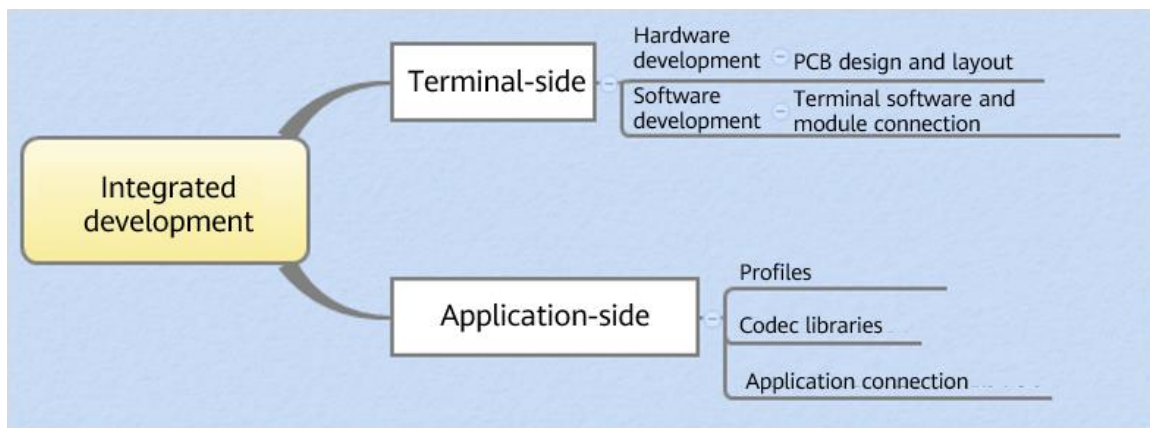 Integrated
development
Terminal-side
Hardware
development
PCB design and layout
Software
development
Terminal software and
module connection
Application-side
Profiles
Codec libraries
Application connection